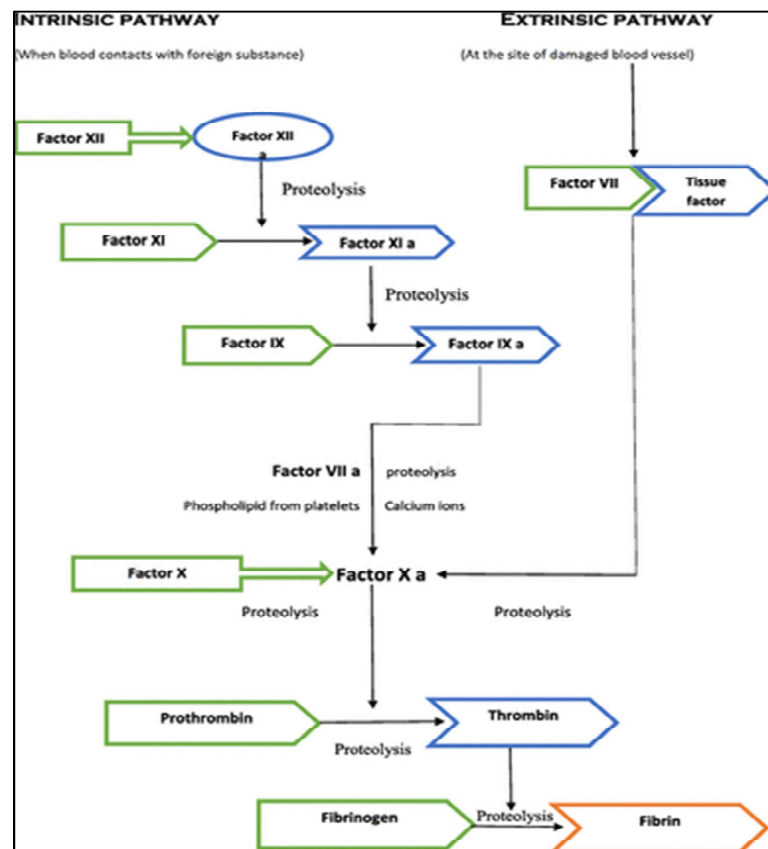 INTRINSIC PATHWAY
EXTRINSIC PATHWAY
(When blood contacts with foreign substance)
(At the site of damaged blood vessel)
Factor XII
Factor XII
a
Proteolysis
Factor VII
Tissue
factor
Factor XI
Factor XI a
Proteolysis
Factor IX
Factor IX a
Factor VII a
proteolysis
Phospholipid from platelets
Calcium ions
Factor X
Factor X a
Proteolysis
Proteolysis
Prothrombin
Thrombin
Proteolysis
Fibrinogen
Proteolysis
Fibrin